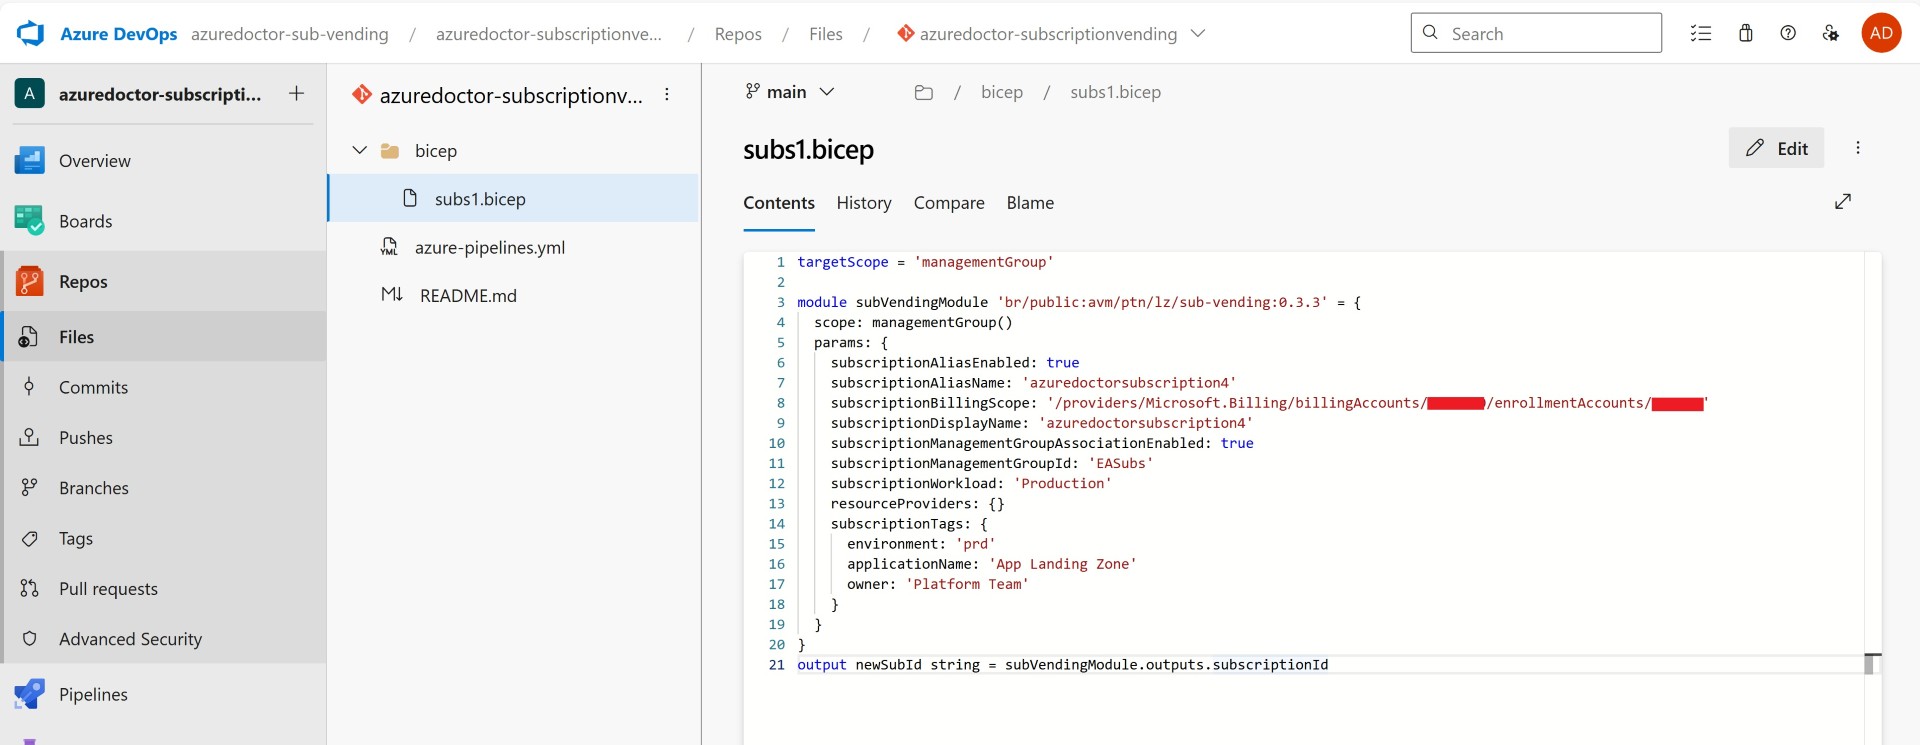 Azure DevOps azuredoctor-sub-vending / azuredoctor-subscriptionve... / Repos / Files / azuredoctor-subscriptionvending
Search
AD
A azuredoctor-subscripti... +
Overview
Boards
Repos
Files
Commits
Pushes
Branches
Tags
Pull requests
Advanced Security
Pipelines
azuredoctor-subscriptionv...
bicep
subs1.bicep
YML azure-pipelines.yml
M↓ README.md
main
/ bicep / subs1.bicep
subs1.bicep
Edit
Contents History Compare Blame
1 targetScope = 'managementGroup'
2
3 module subVendingModule 'br/public:avm/ptn/lz/sub-vending:0.3.3' = {
4 scope: managementGroup()
5 params: {
6 subscriptionAliasEnabled: true
7 subscriptionAliasName: 'azuredoctorsubscription4'
8 subscriptionBillingScope: '/providers/Microsoft.Billing/billingAccounts/ /enrollmentAccounts/ '
9 subscriptionDisplayName: 'azuredoctorsubscription4'
10 subscriptionManagementGroupAssociationEnabled: true
11 subscriptionManagementGroupId: 'EASubs'
12 subscriptionWorkload: 'Production'
13 resourceProviders: {}
14 subscriptionTags: {
15 environment: 'prd'
16 applicationName: 'App Landing Zone'
17 owner: 'Platform Team'
18 }
19 }
20 }
21 output newSubId string = subVendingModule.outputs.subscriptionId